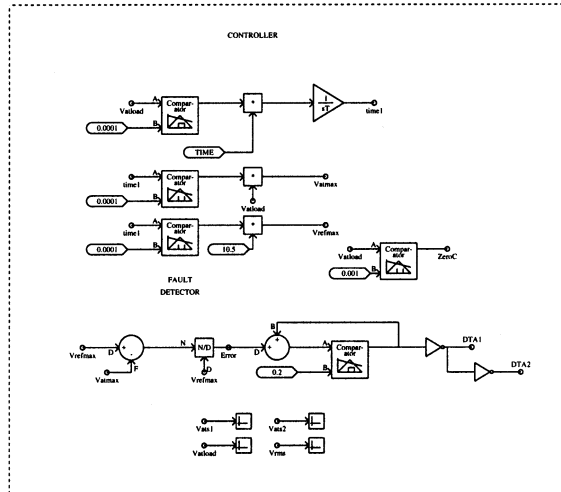 CONTROLLER
A
Compar-
ator
Vatload
0.0001
B
*
1
sT
time1
TIME
A
Compar-
ator
time1
0.0001
B
*
Vatmax
Vatload
A
Compar-
ator
time1
0.0001
B
*
Vrefmax
10.5
Vatload
A
Compar-
ator
0.001
B
ZeroC
FAULT
DETECTOR
Vrefmax
D
+
-
F
Vatmax
N
N/D
D
Vrefmax
Error
D
+
+
B
A
Compar-
ator
0.2
B
DTA1
DTA2
Vats1
Vats2
Vatload
Vrms